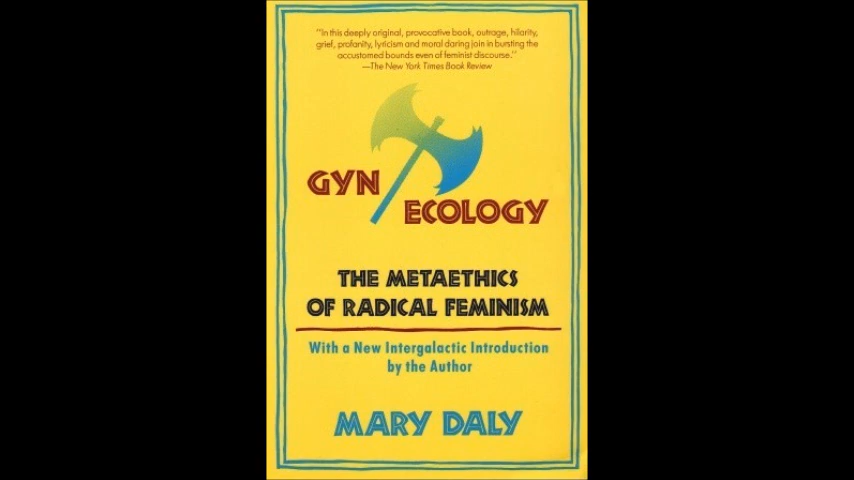 "In this deeply original, provocative book, outrage, hilarity,
grief, profanity, lyricism and moral daring join in bursting the
accustomed bounds even of feminist discourse."
—The New York Times Book Review
GYN
ECOLOGY
THE METAETHICS
OF RADICAL FEMINISM
With a New Intergalactic Introduction
by the Author
MARY DALY